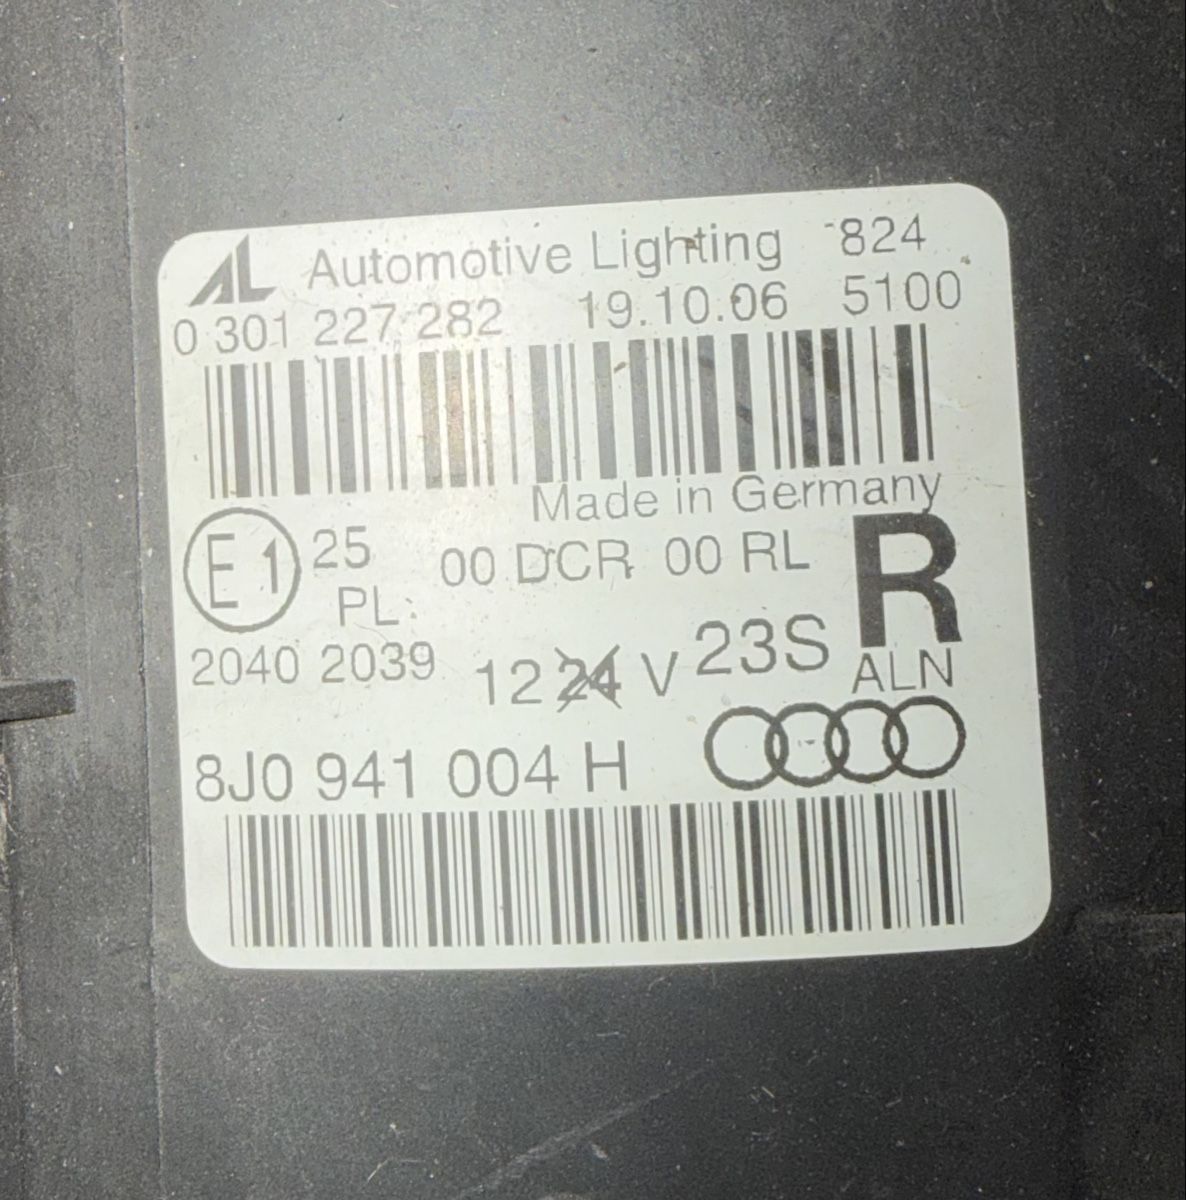 AL Automotive Lighting 824
0 301 227 282 19.10.06 5100
Made in Germany
E1 25 00 DCR 00 RL R
PL
2040 2039 12 24 V 23S ALN
8J0 941 004 H